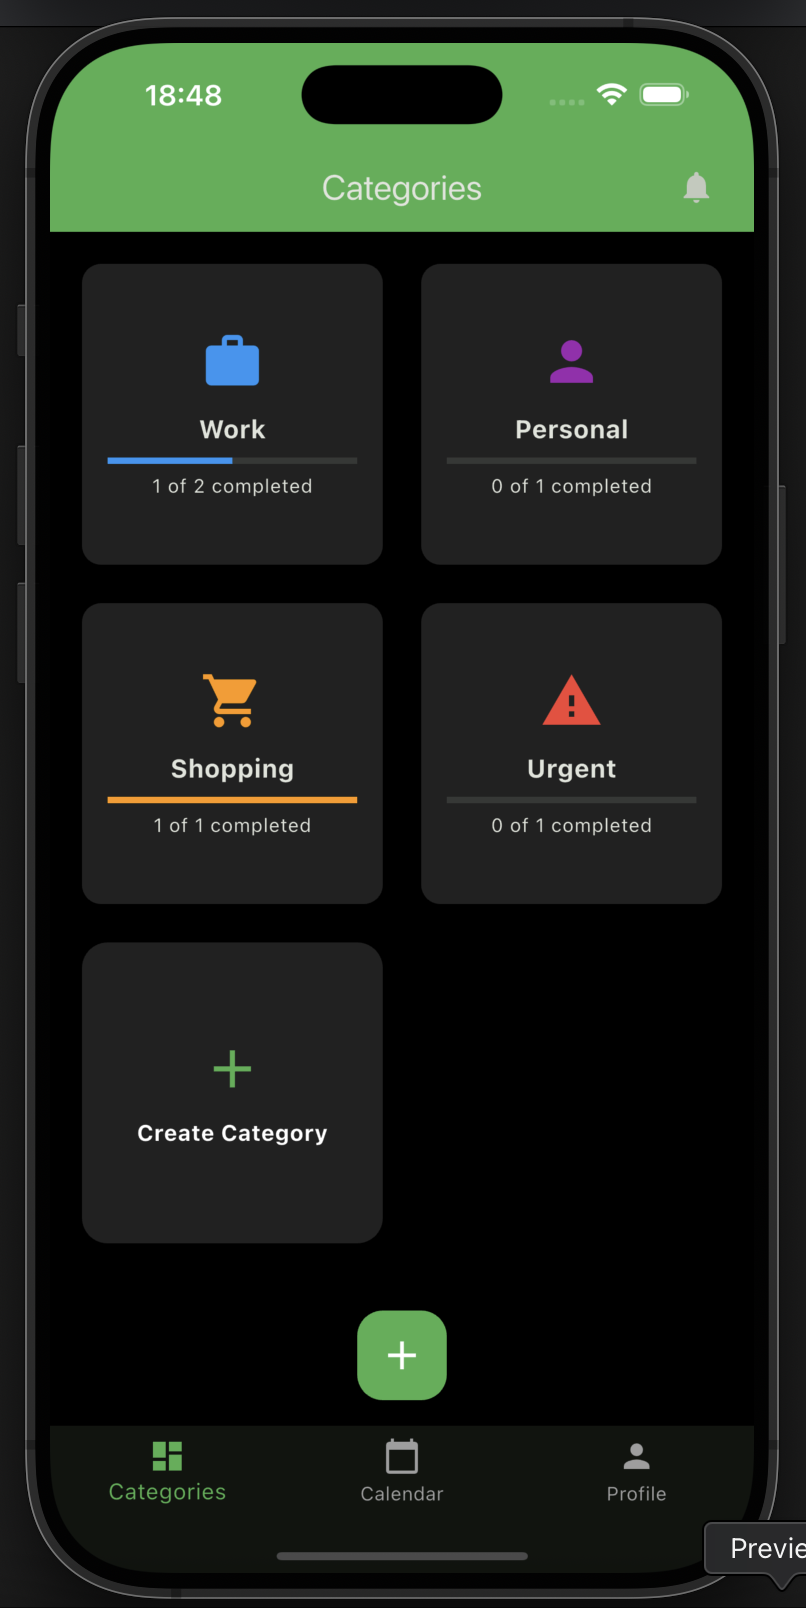 18:48
Categories
Work
1 of 2 completed
Personal
0 of 1 completed
Shopping
1 of 1 completed
Urgent
0 of 1 completed
Create Category
Categories
Calendar
Profile
Previe